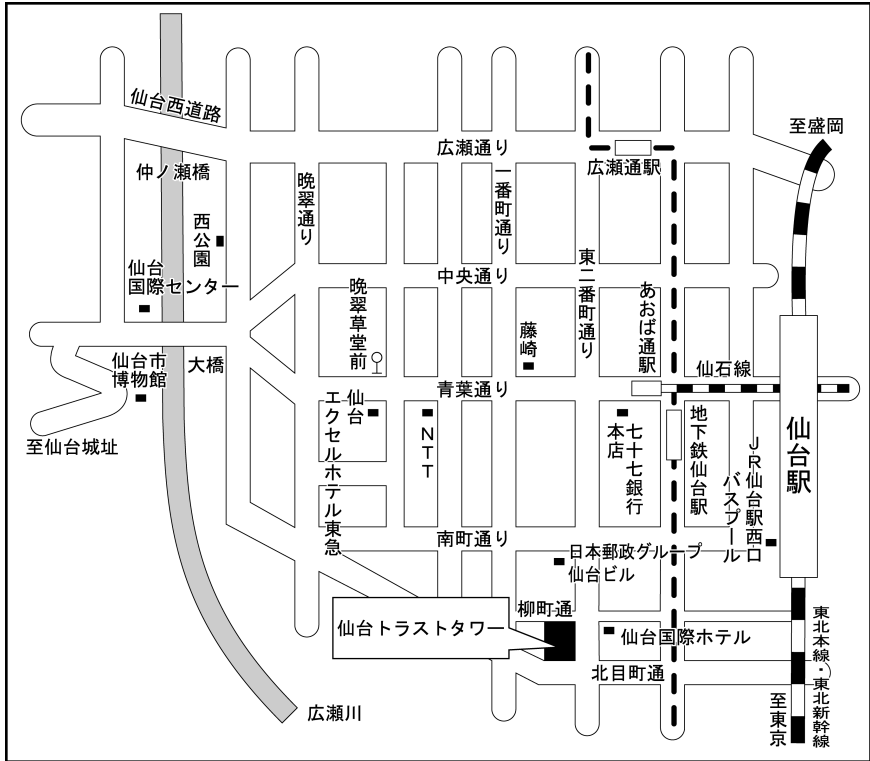 仙台西道路
至盛岡
広瀬通り
広瀬通駅
仲ノ瀬橋
晩翠通り
一番町通り
西公園
東二番町通り
仙台
国際センター
中央通り
あおば通駅
晩翠草堂前
藤崎
仙石線
大橋
仙台市
博物館
青葉通り
仙台
エクセルホテル東急
NTT
七十七銀行
本店
地下鉄仙台駅
JR仙台駅西口
バスプール
仙台駅
至仙台城址
南町通り
日本郵政グループ
仙台ビル
柳町通
仙台トラストタワー
仙台国際ホテル
北目町通
東北本線・東北新幹線
至東京
広瀬川